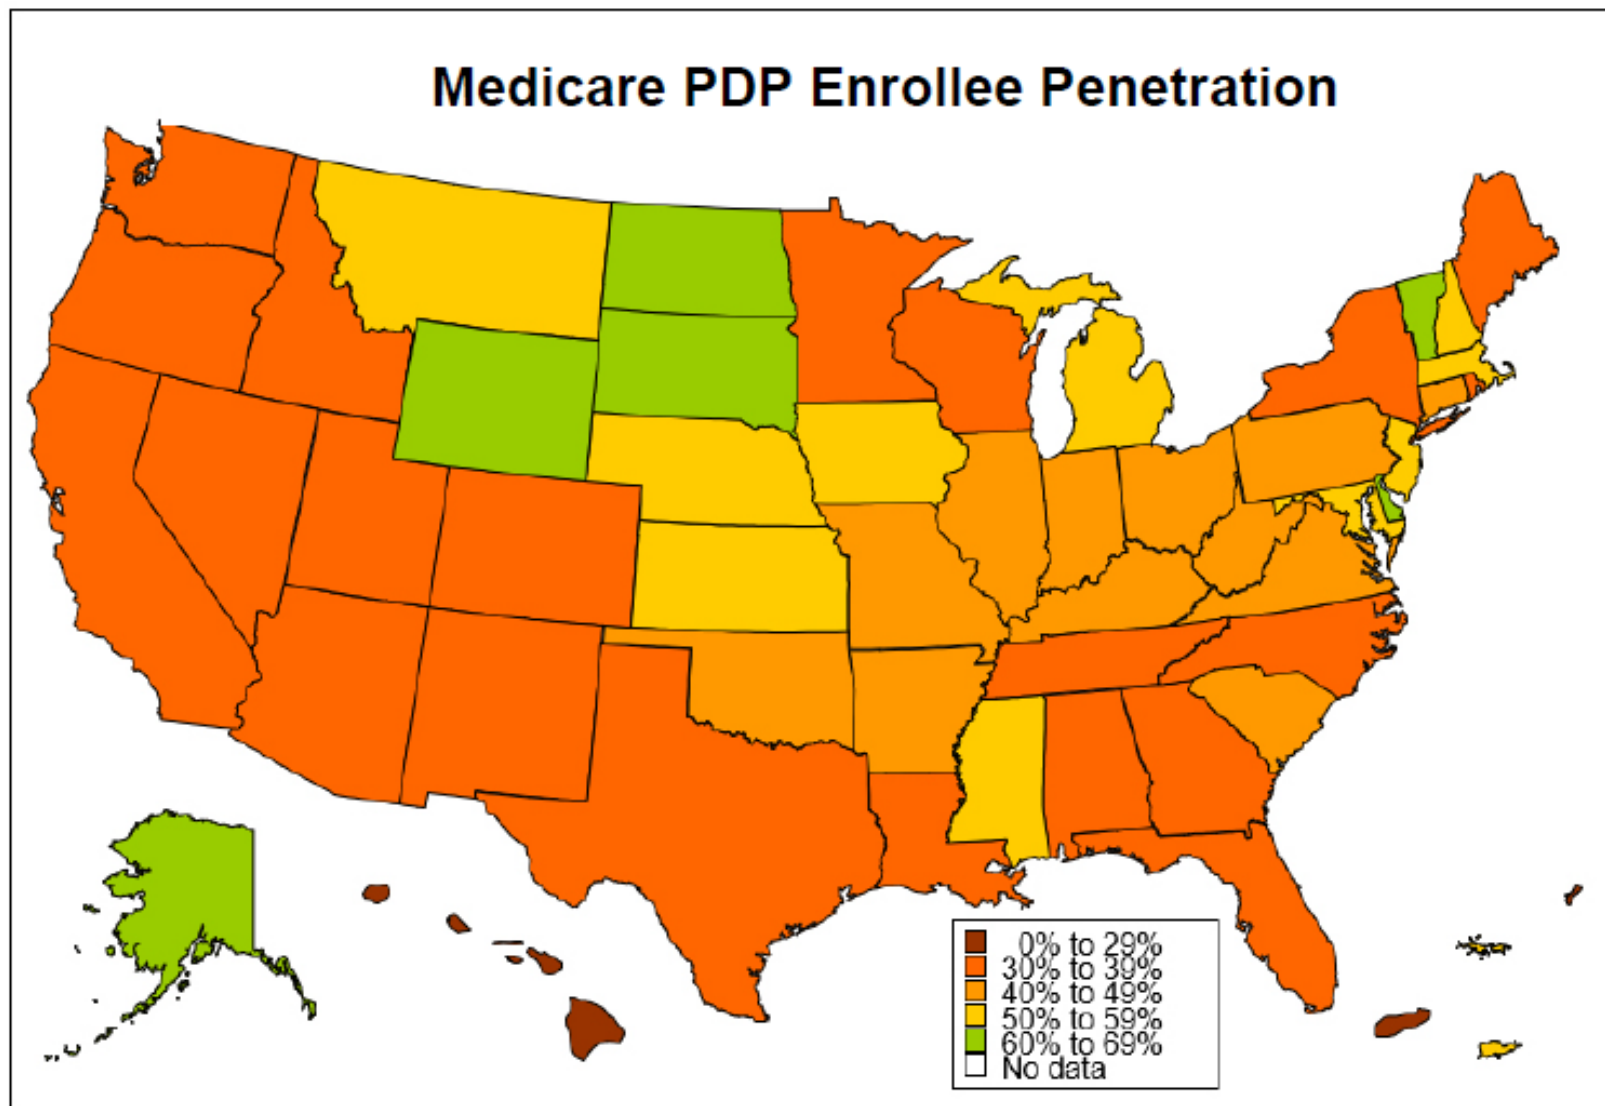 Medicare PDP Enrollee Penetration
0% to 29%
30% to 39%
40% to 49%
50% to 59%
60% to 69%
No data